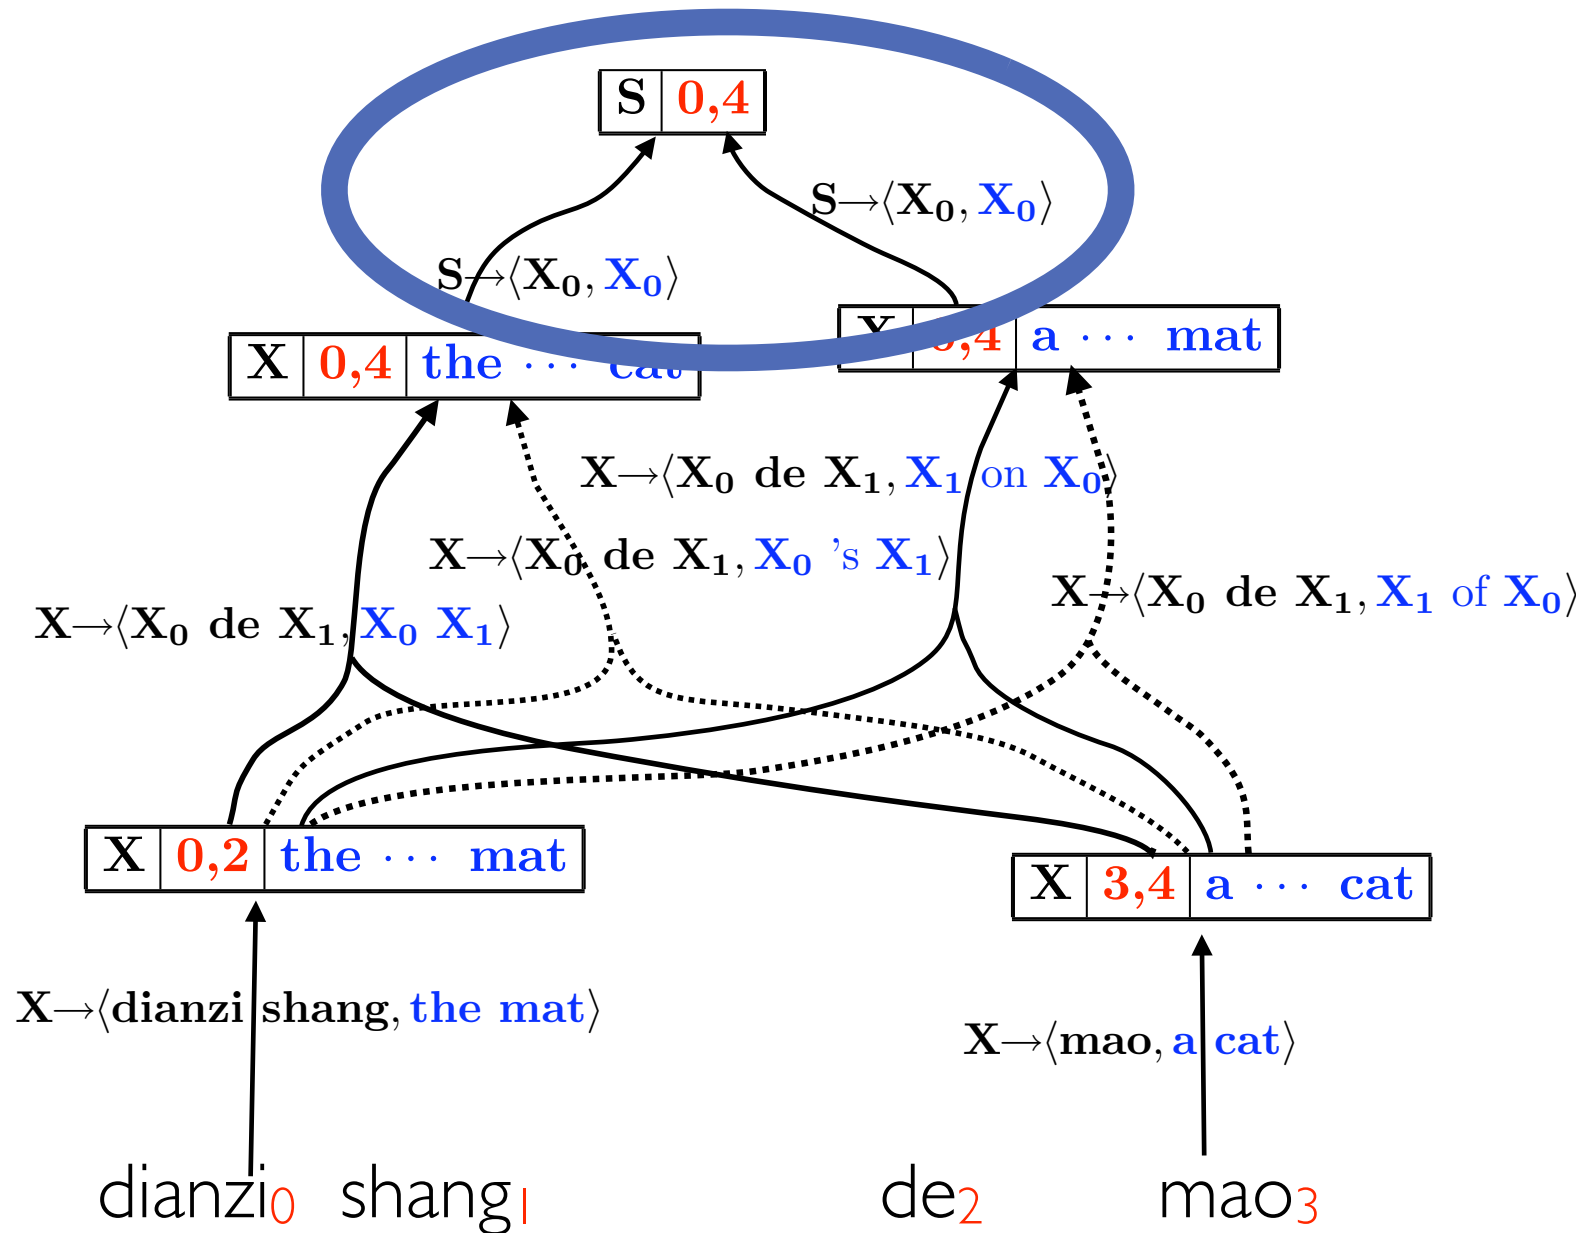 S 0,4
S→⟨X₀, X₀⟩
S→⟨X₀, X₀⟩
X 0,4 a ··· mat
X 0,4 the ··· cat
X→⟨X₀ de X₁, X₁ on X₀⟩
X→⟨X₀ de X₁, X₀ 's X₁⟩
X→⟨X₀ de X₁, X₁ of X₀⟩
X→⟨X₀ de X₁, X₀ X₁⟩
X 0,2 the ··· mat
X 3,4 a ··· cat
X→⟨dianzi shang, the mat⟩
X→⟨mao, a cat⟩
dianzi₀ shang₁ de₂ mao₃